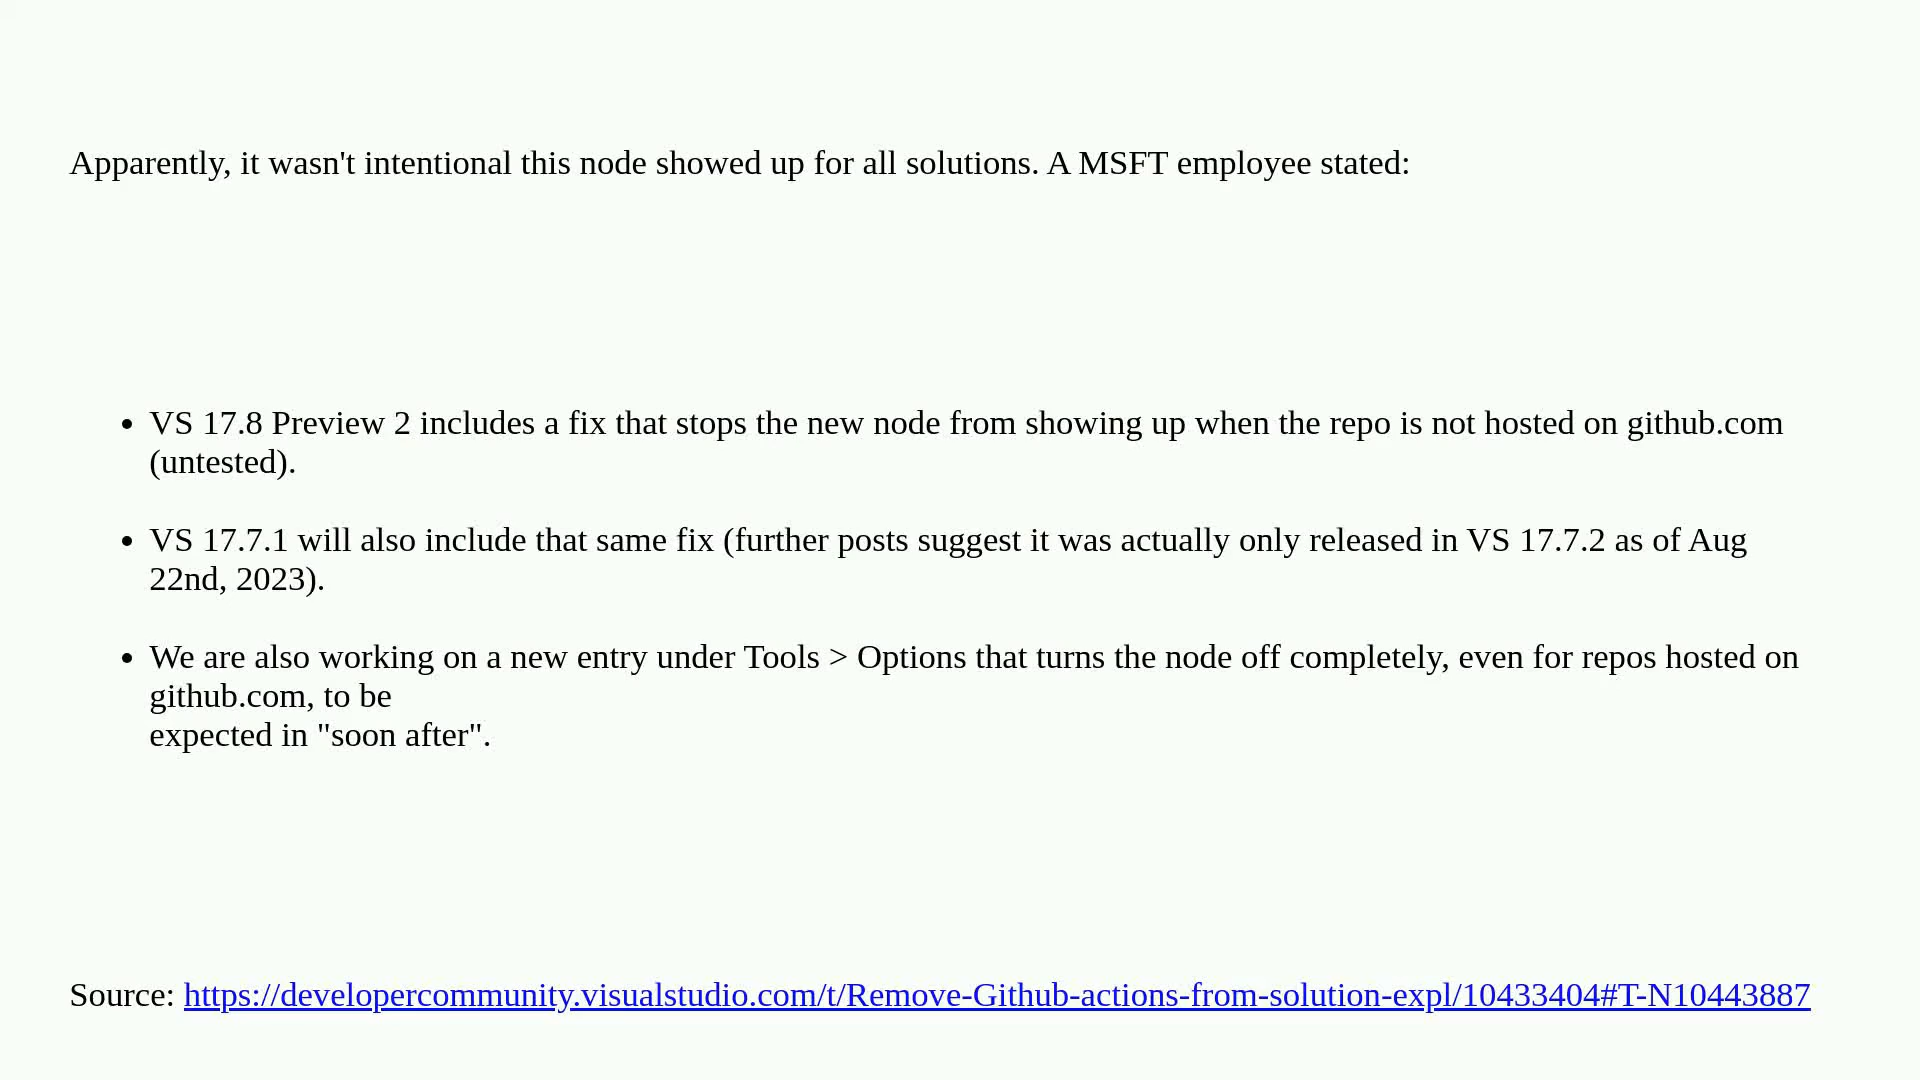 Apparently, it wasn't intentional this node showed up for all solutions. A MSFT employee stated:
• VS 17.8 Preview 2 includes a fix that stops the new node from showing up when the repo is not hosted on github.com
(untested).
• VS 17.7.1 will also include that same fix (further posts suggest it was actually only released in VS 17.7.2 as of Aug
22nd, 2023).
• We are also working on a new entry under Tools > Options that turns the node off completely, even for repos hosted on
github.com, to be
expected in "soon after".
Source: https://developercommunity.visualstudio.com/t/Remove-Github-actions-from-solution-expl/10433404#T-N10443887